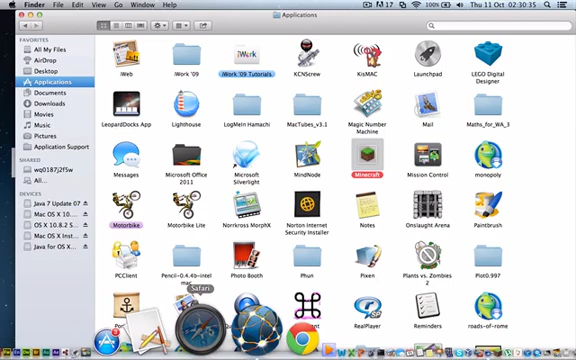 Finder File Edit View Go Window Help
17
100%
Thu 11 Oct 02:30:35
Applications
FAVORITES
All My Files
AirDrop
Desktop
Applications
Documents
Downloads
Movies
Music
Pictures
Application Support
SHARED
wq0187j2f5w
All...
DEVICES
Java 7 Update 07
Mac OS X 10....
OS X 10.8.2 S...
Mac OS X Inst...
Java for OS X...
iWeb
iWork '09
iWork '09 Tutorials
KCNScrew
KisMAC
Launchpad
LEGO Digital
Designer
LeopardDocks App
Lighthouse
LogMeIn Hamachi
MacTubes_v3.1
Magic Number
Machine
Mail
Maths_for_WA_3
Messages
Microsoft Office
2011
Microsoft
Silverlight
MindNode
Minecraft
Mission Control
monopoly
Motorbike
Motorbike Lite
Norrkross MorphX
Norton Internet
Security Installer
Notes
Onslaught Arena
Paintbrush
PCClient
Pencil-0.4.4b-intel
mac
Photo Booth
Phun
Pixen
Plants vs. Zombies
2
Plot0.997
Safari
RealPlayer
Reminders
roads-of-rome